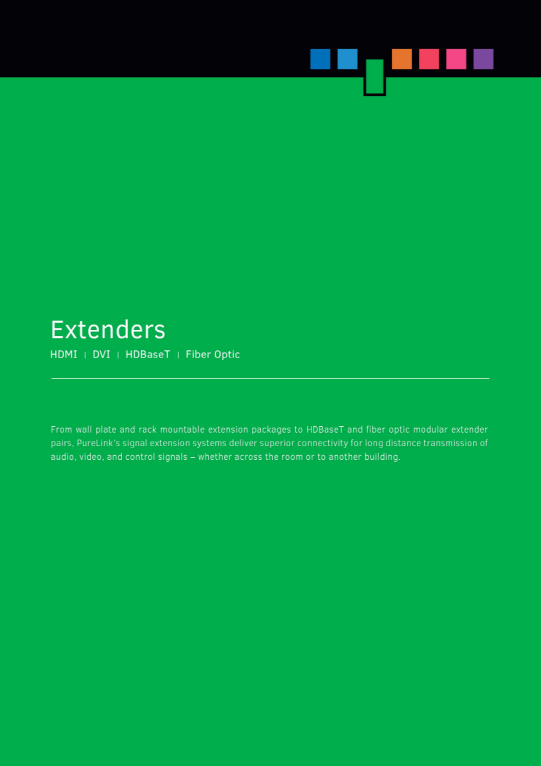 Extenders
HDMI | DVI | HDBaseT | Fiber Optic
From wall plate and rack mountable extension packages to HDBaseT and fiber optic modular extender
pairs, PureLink's signal extension systems deliver superior connectivity for long distance transmission of
audio, video, and control signals – whether across the room or to another building.